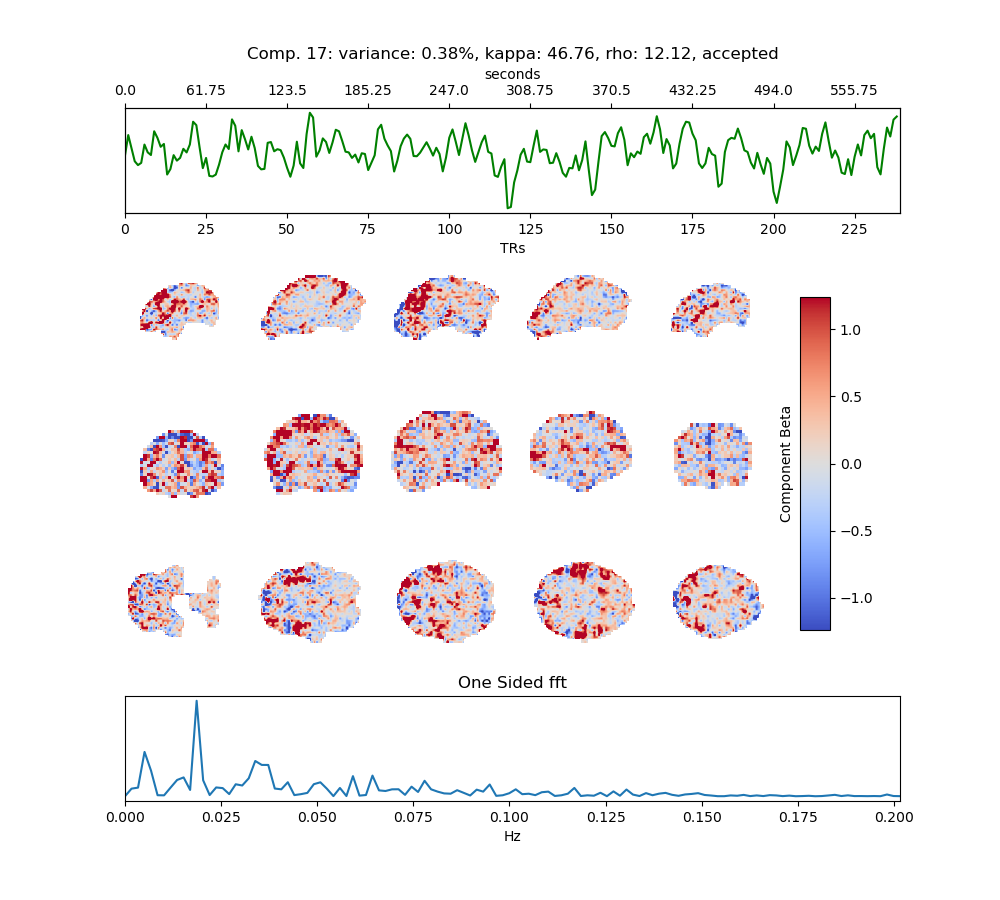 Comp. 17: variance: 0.38%, kappa: 46.76, rho: 12.12, accepted
seconds
0.0 61.75 123.5 185.25 247.0 308.75 370.5 432.25 494.0 555.75
0 25 50 75 100 125 150 175 200 225
TRs
1.0
0.5
0.0
−0.5
−1.0
Component Beta
One Sided fft
0.000 0.025 0.050 0.075 0.100 0.125 0.150 0.175 0.200
Hz